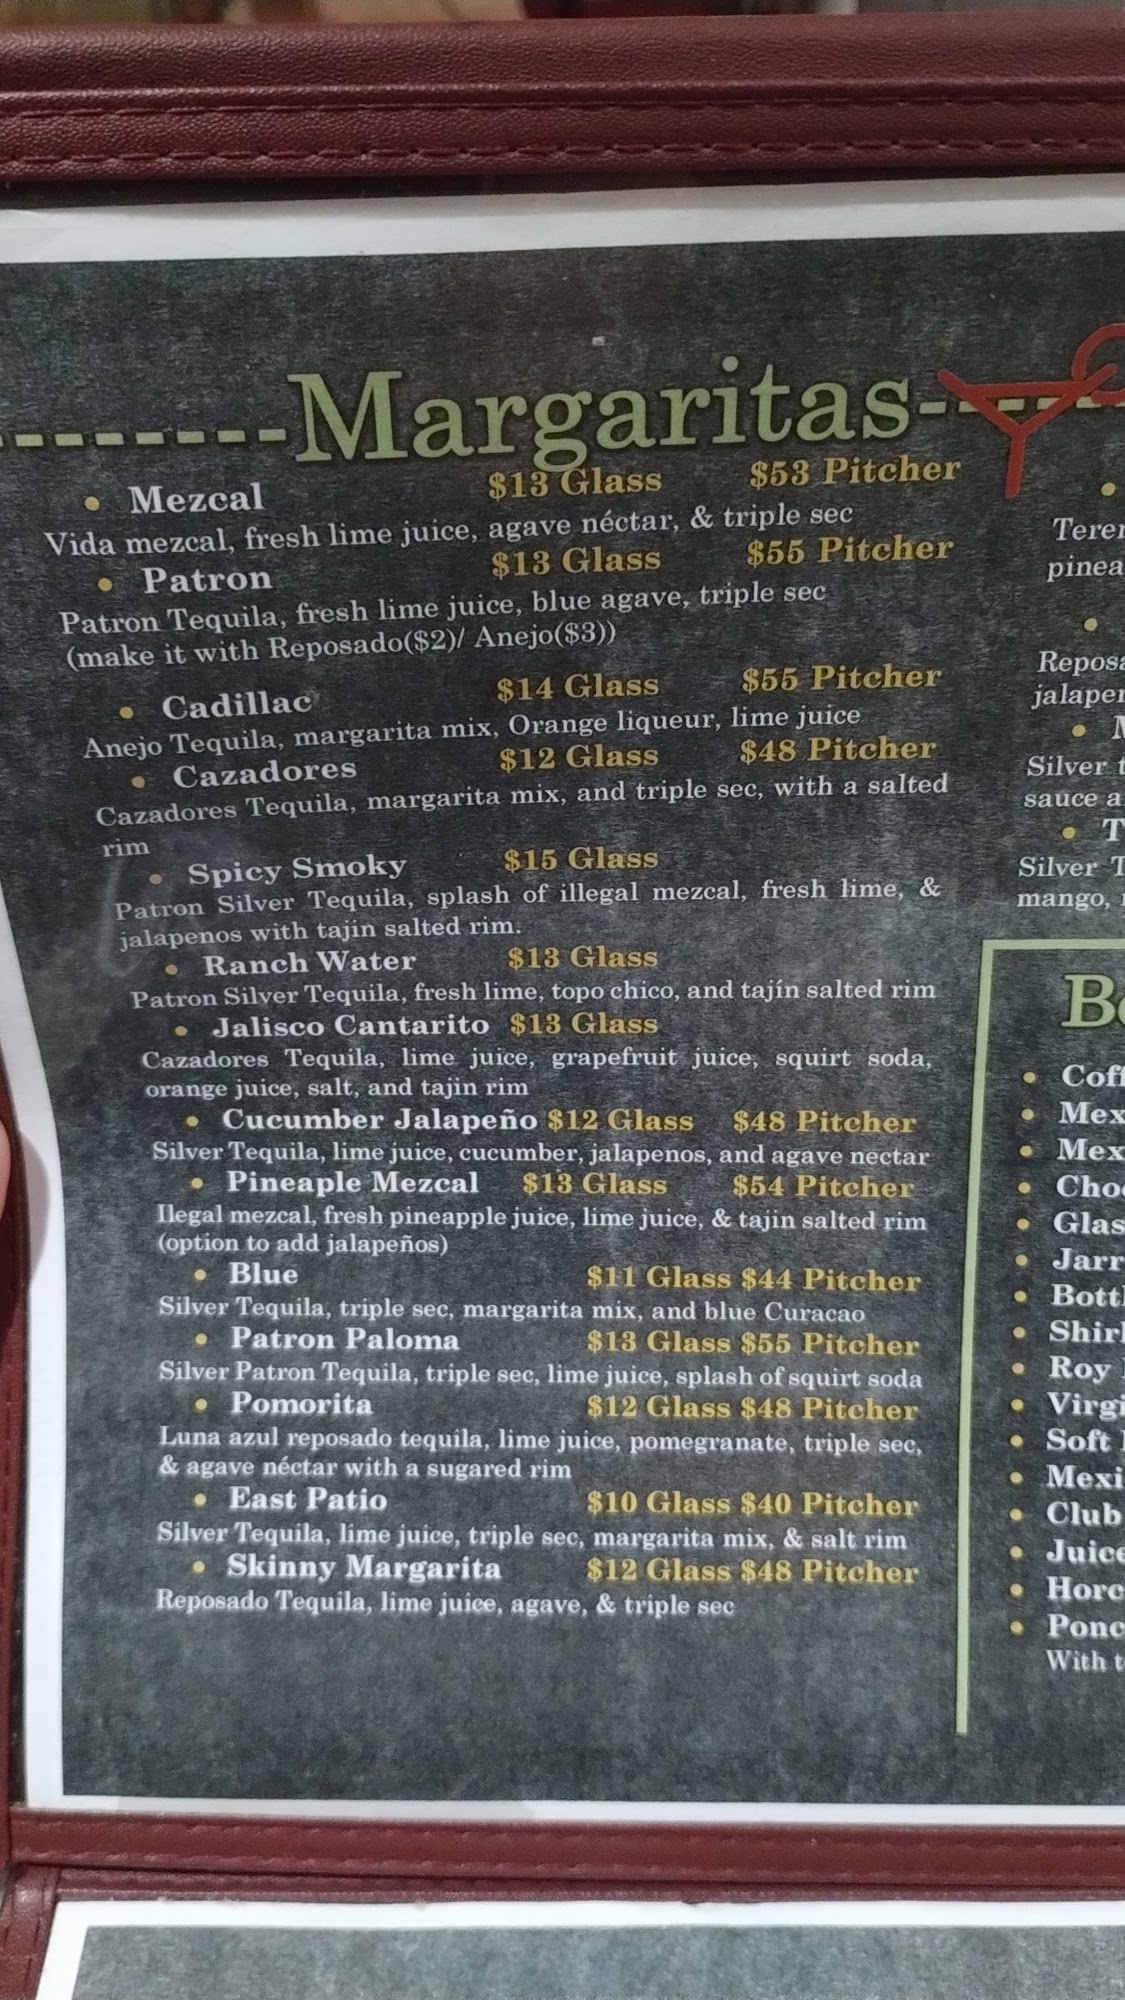 Margaritas
• Mezcal $13 Glass $53 Pitcher
Vida mezcal, fresh lime juice, agave néctar, & triple sec
• Patron $13 Glass $55 Pitcher
Patron Tequila, fresh lime juice, blue agave, triple sec
(make it with Reposado($2)/ Anejo($3))
• Cadillac $14 Glass $55 Pitcher
Anejo Tequila, margarita mix, Orange liqueur, lime juice
• Cazadores $12 Glass $48 Pitcher
Cazadores Tequila, margarita mix, and triple sec, with a salted
rim
• Spicy Smoky $15 Glass
Patron Silver Tequila, splash of illegal mezcal, fresh lime, &
jalapenos with tajin salted rim.
• Ranch Water $13 Glass
Patron Silver Tequila, fresh lime, topo chico, and tajín salted rim
• Jalisco Cantarito $13 Glass
Cazadores Tequila, lime juice, grapefruit juice, squirt soda,
orange juice, salt, and tajin rim
• Cucumber Jalapeño $12 Glass $48 Pitcher
Silver Tequila, lime juice, cucumber, jalapenos, and agave nectar
• Pineaple Mezcal $13 Glass $54 Pitcher
Ilegal mezcal, fresh pineapple juice, lime juice, & tajin salted rim
(option to add jalapeños)
• Blue $11 Glass $44 Pitcher
Silver Tequila, triple sec, margarita mix, and blue Curacao
• Patron Paloma $13 Glass $55 Pitcher
Silver Patron Tequila, triple sec, lime juice, splash of squirt soda
• Pomorita $12 Glass $48 Pitcher
Luna azul reposado tequila, lime juice, pomegranate, triple sec,
& agave néctar with a sugared rim
• East Patio $10 Glass $40 Pitcher
Silver Tequila, lime juice, triple sec, margarita mix, & salt rim
• Skinny Margarita $12 Glass $48 Pitcher
Reposado Tequila, lime juice, agave, & triple sec
Silver
sauce
Silver
mango,
• Soft
• Club
With